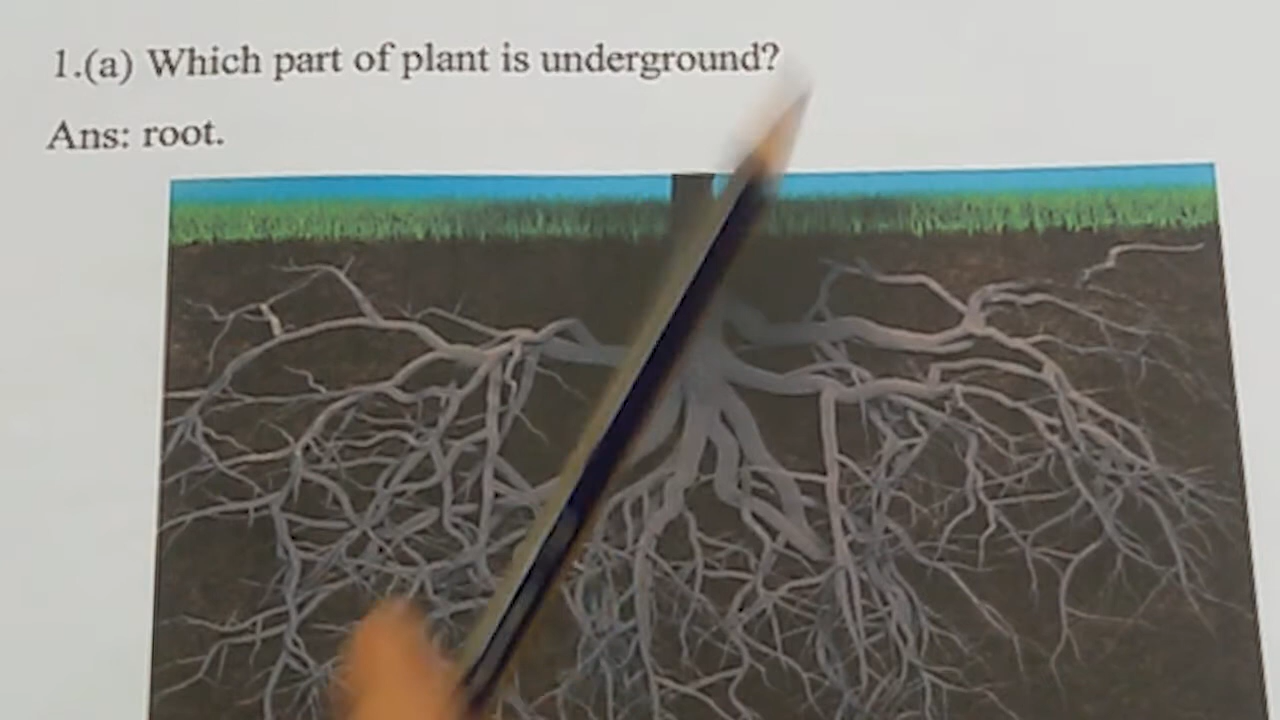 1.(a) Which part of plant is underground?
Ans: root.